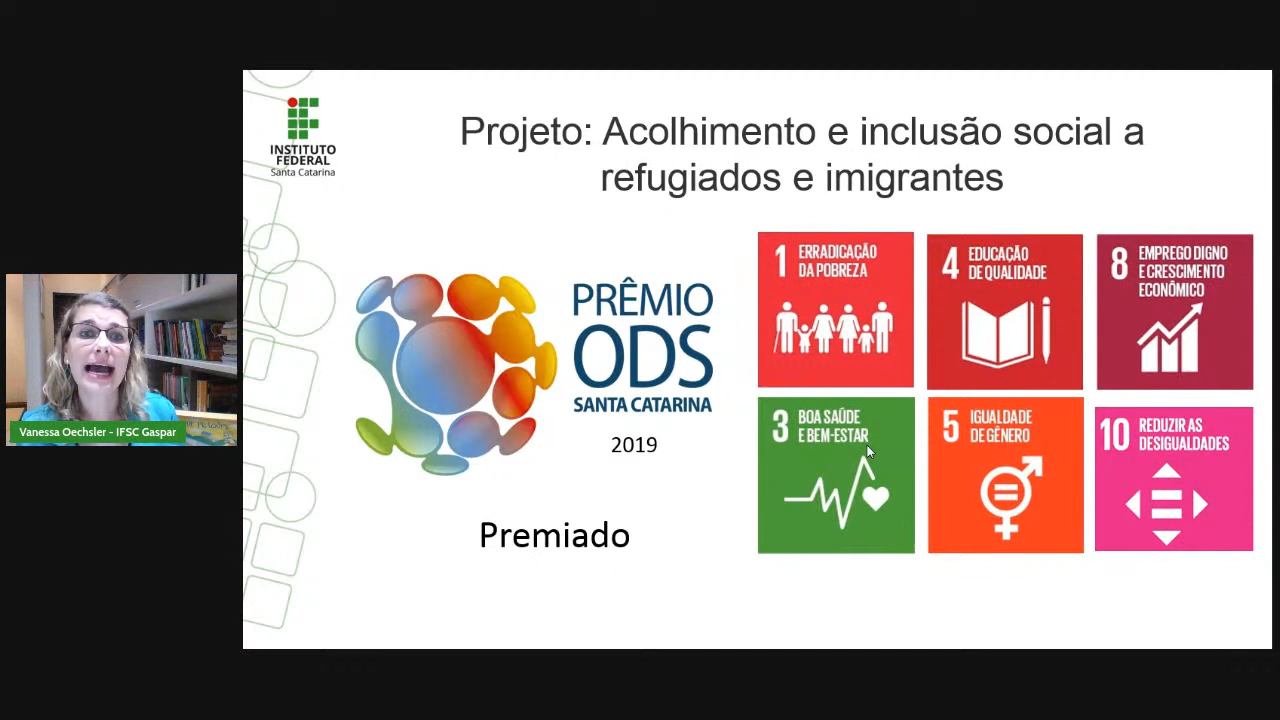 INSTITUTO
FEDERAL
Santa Catarina
Projeto: Acolhimento e inclusão social a
refugiados e imigrantes
PRÊMIO
ODS
SANTA CATARINA
2019
Premiado
1 ERRADICAÇÃO
DA POBREZA
4 EDUCAÇÃO
DE QUALIDADE
8 EMPREGO DIGNO
E CRESCIMENTO
ECONÔMICO
3 BOA SAÚDE
E BEM-ESTAR
5 IGUALDADE
DE GÊNERO
10 REDUZIR AS
DESIGUALDADES
Vanessa Oechsler - IFSC Gaspar